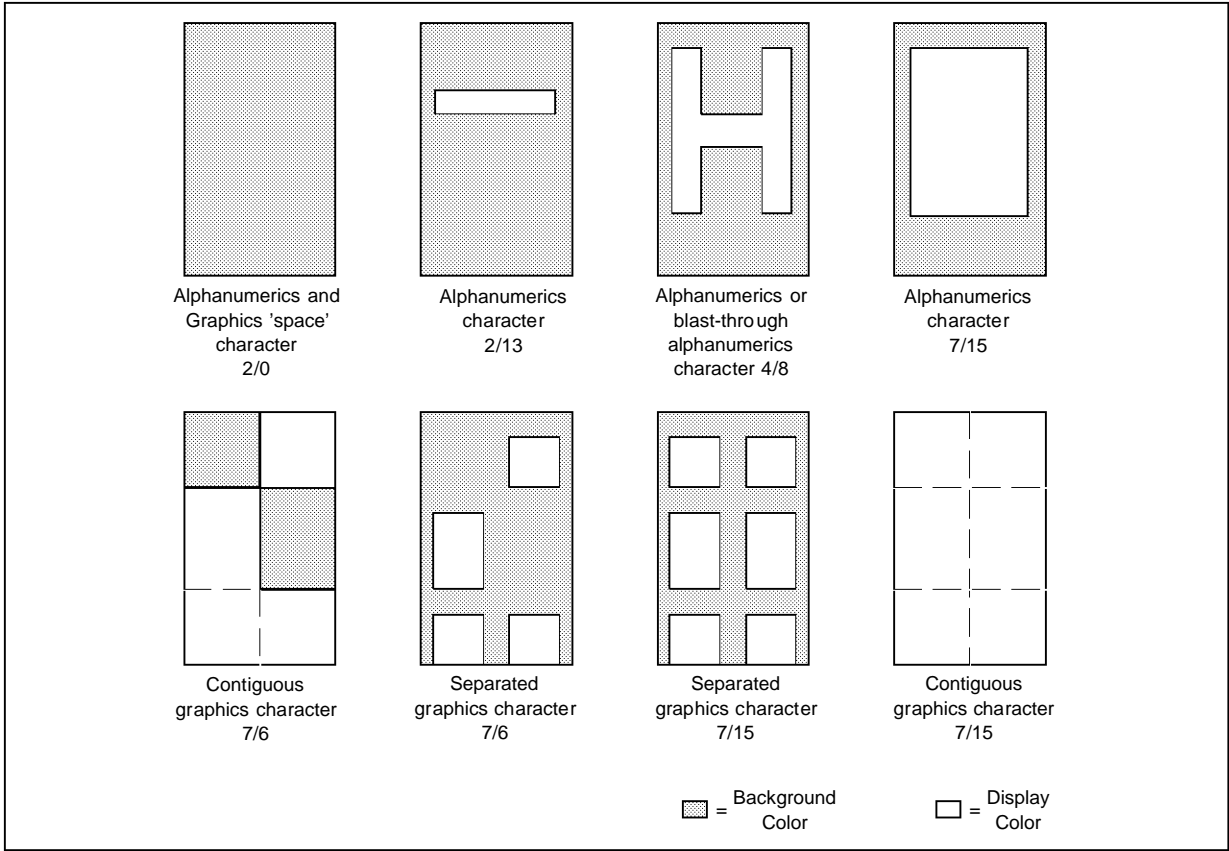 Alphanumerics and
Graphics ’space’
character
2/0
Alphanumerics
character
2/13
Alphanumerics or
blast-through
alphanumerics
character 4/8
Alphanumerics
character
7/15
Contiguous
graphics character
7/6
Separated
graphics character
7/6
Separated
graphics character
7/15
Contiguous
graphics character
7/15
= Background
Color
= Display
Color